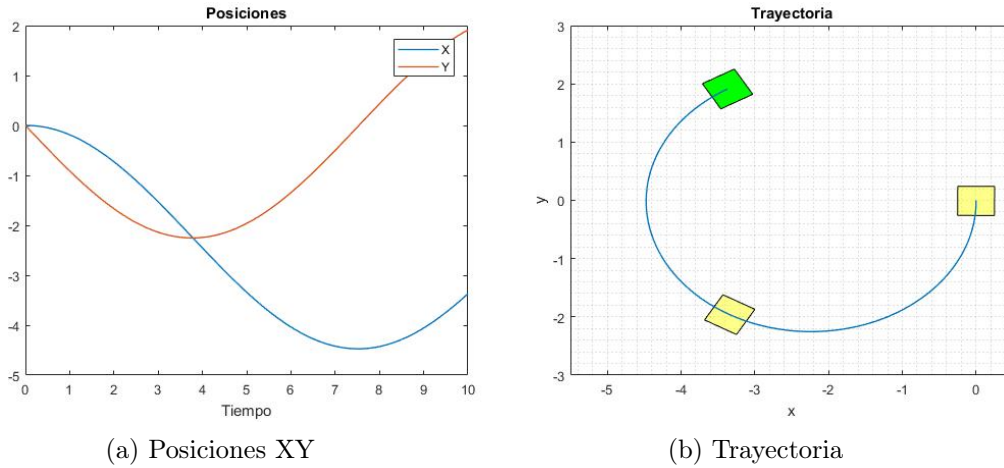 Posiciones
2
1
0
-1
-2
-3
-4
-5
X
Y
0 1 2 3 4 5 6 7 8 9 10
Tiempo
(a) Posiciones XY
Trayectoria
3
2
1
0
-1
-2
-3
y
-5 -4 -3 -2 -1 0
x
(b) Trayectoria